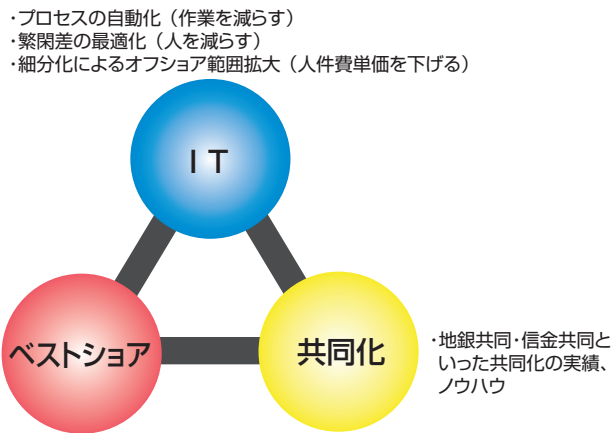 ・プロセスの自動化（作業を減らす）
・繁閑差の最適化（人を減らす）
・細分化によるオフショア範囲拡大（人件費単価を下げる）
ＩＴ
ベストショア
共同化
・地銀共同・信金共同と
いった共同化の実績、
ノウハウ